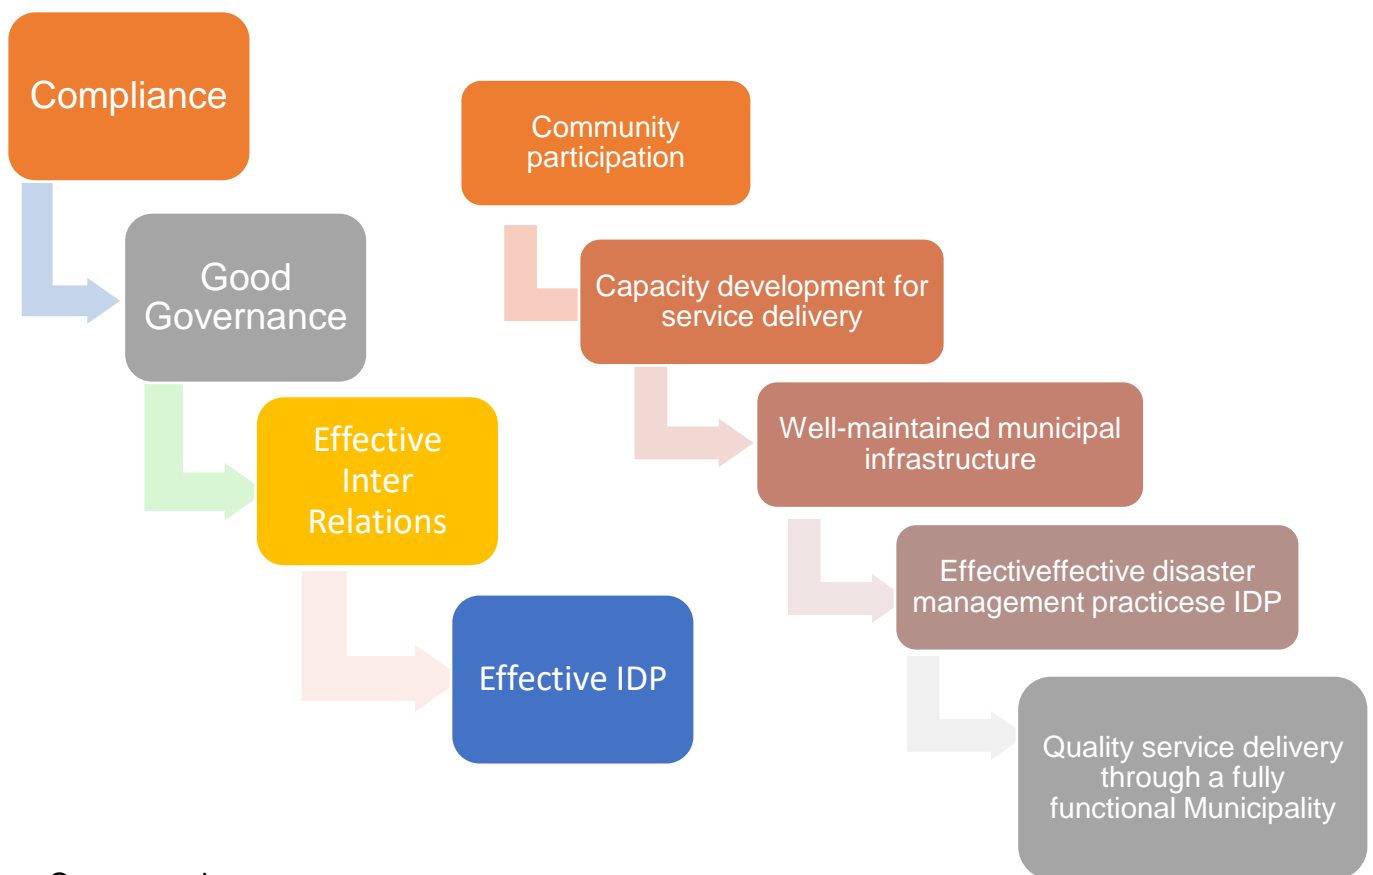 Compliance
Good
Governance
Effective
Inter
Relations
Effective IDP
Community
participation
Capacity development for
service delivery
Well-maintained municipal
infrastructure
Effectiveffective disaster
management practicese IDP
Quality service delivery
through a fully
functional Municipality